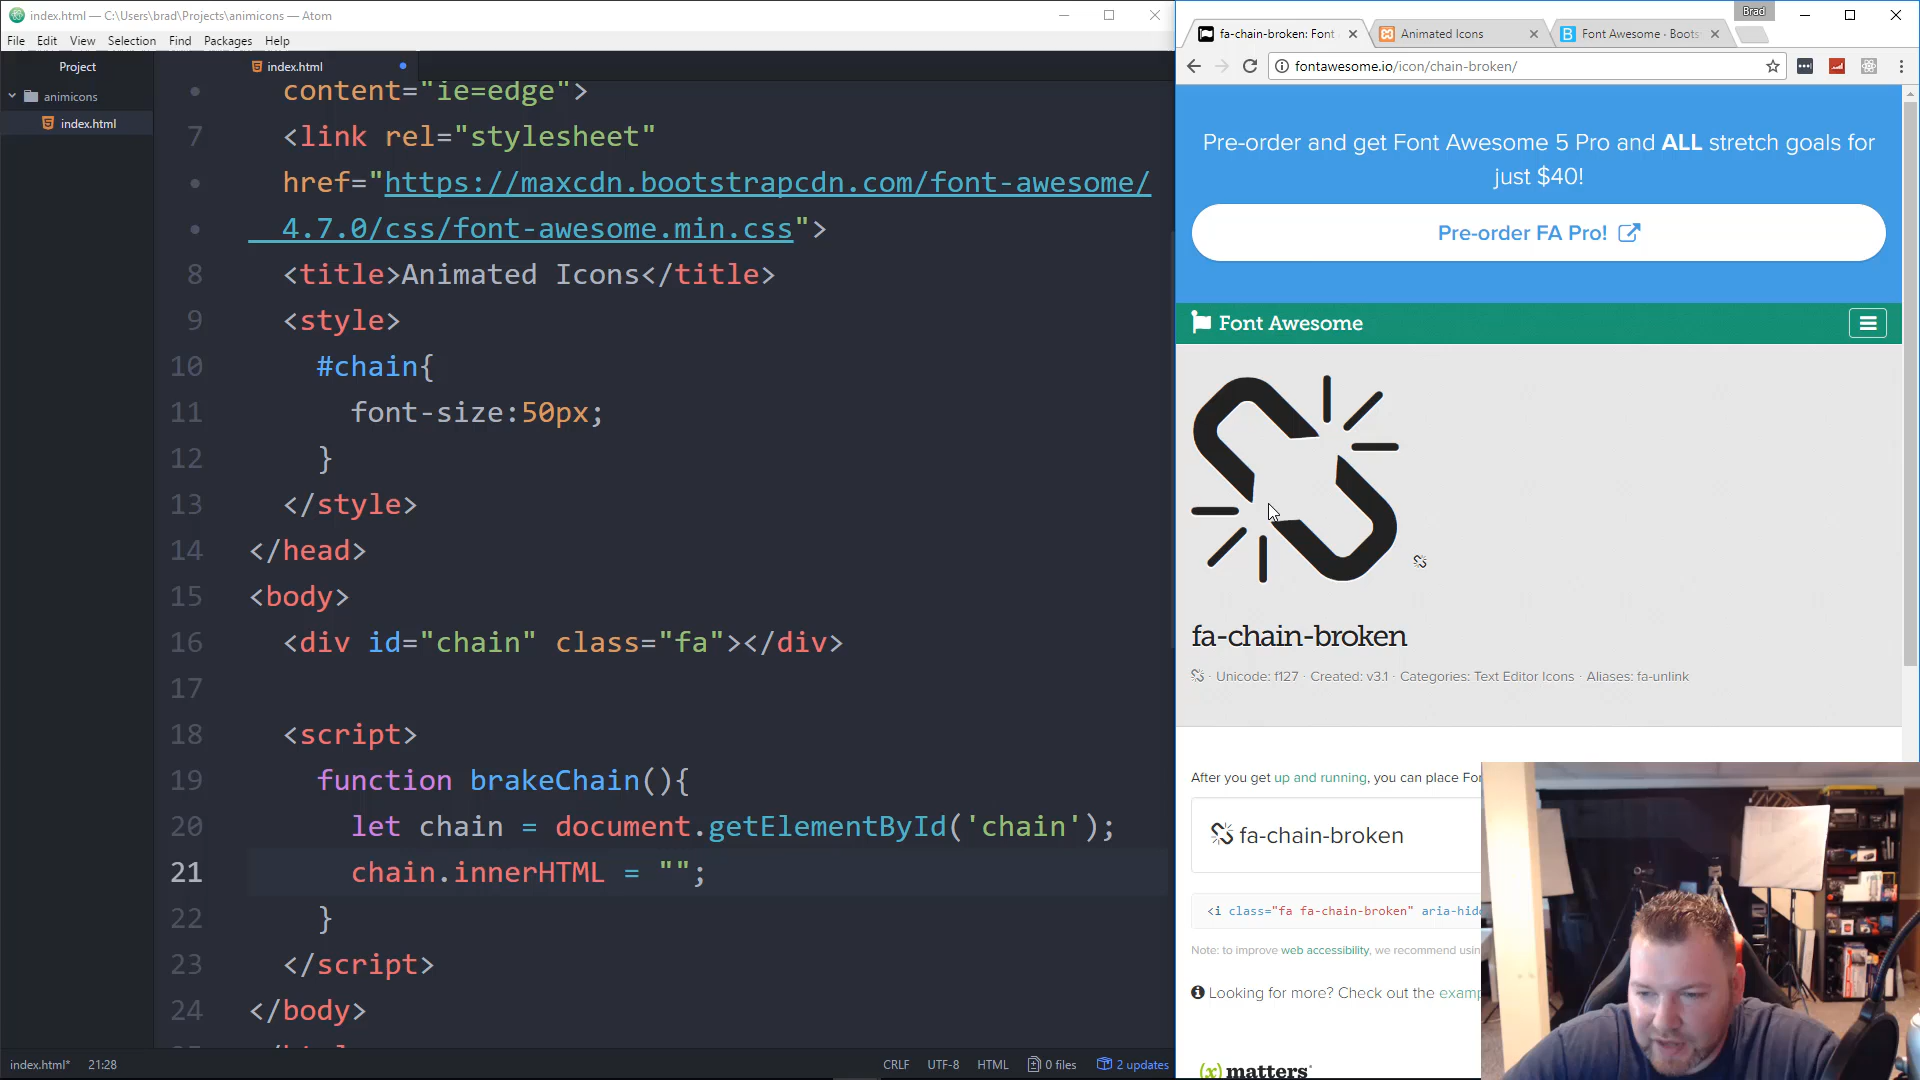 index.html — C:\Users\brad\Projects\animicons — Atom
File Edit View Selection Find Packages Help
Project
animicons
index.html
index.html
content="ie=edge">
7 <link rel="stylesheet"
href="https://maxcdn.bootstrapcdn.com/font-awesome/
4.7.0/css/font-awesome.min.css">
8 <title>Animated Icons</title>
9 <style>
10 #chain{
11 font-size:50px;
12 }
13 </style>
14 </head>
15 <body>
16 <div id="chain" class="fa"></div>
17
18 <script>
19 function brakeChain(){
20 let chain = document.getElementById('chain');
21 chain.innerHTML = "";
22 }
23 </script>
24 </body>
index.html* 21:28 CRLF UTF-8 HTML 0 files 2 updates
Brad
fa-chain-broken: Font Animated Icons Font Awesome · Boots
fontawesome.io/icon/chain-broken/
Pre-order and get Font Awesome 5 Pro and ALL stretch goals for
just $40!
Pre-order FA Pro!
Font Awesome
fa-chain-broken
· Unicode: f127 · Created: v3.1 · Categories: Text Editor Icons · Aliases: fa-unlink
After you get up and running, you can place For
fa-chain-broken
<i class="fa fa-chain-broken" aria-hidd
Note: to improve web accessibility, we recommend using
Looking for more? Check out the examp
(x) matters